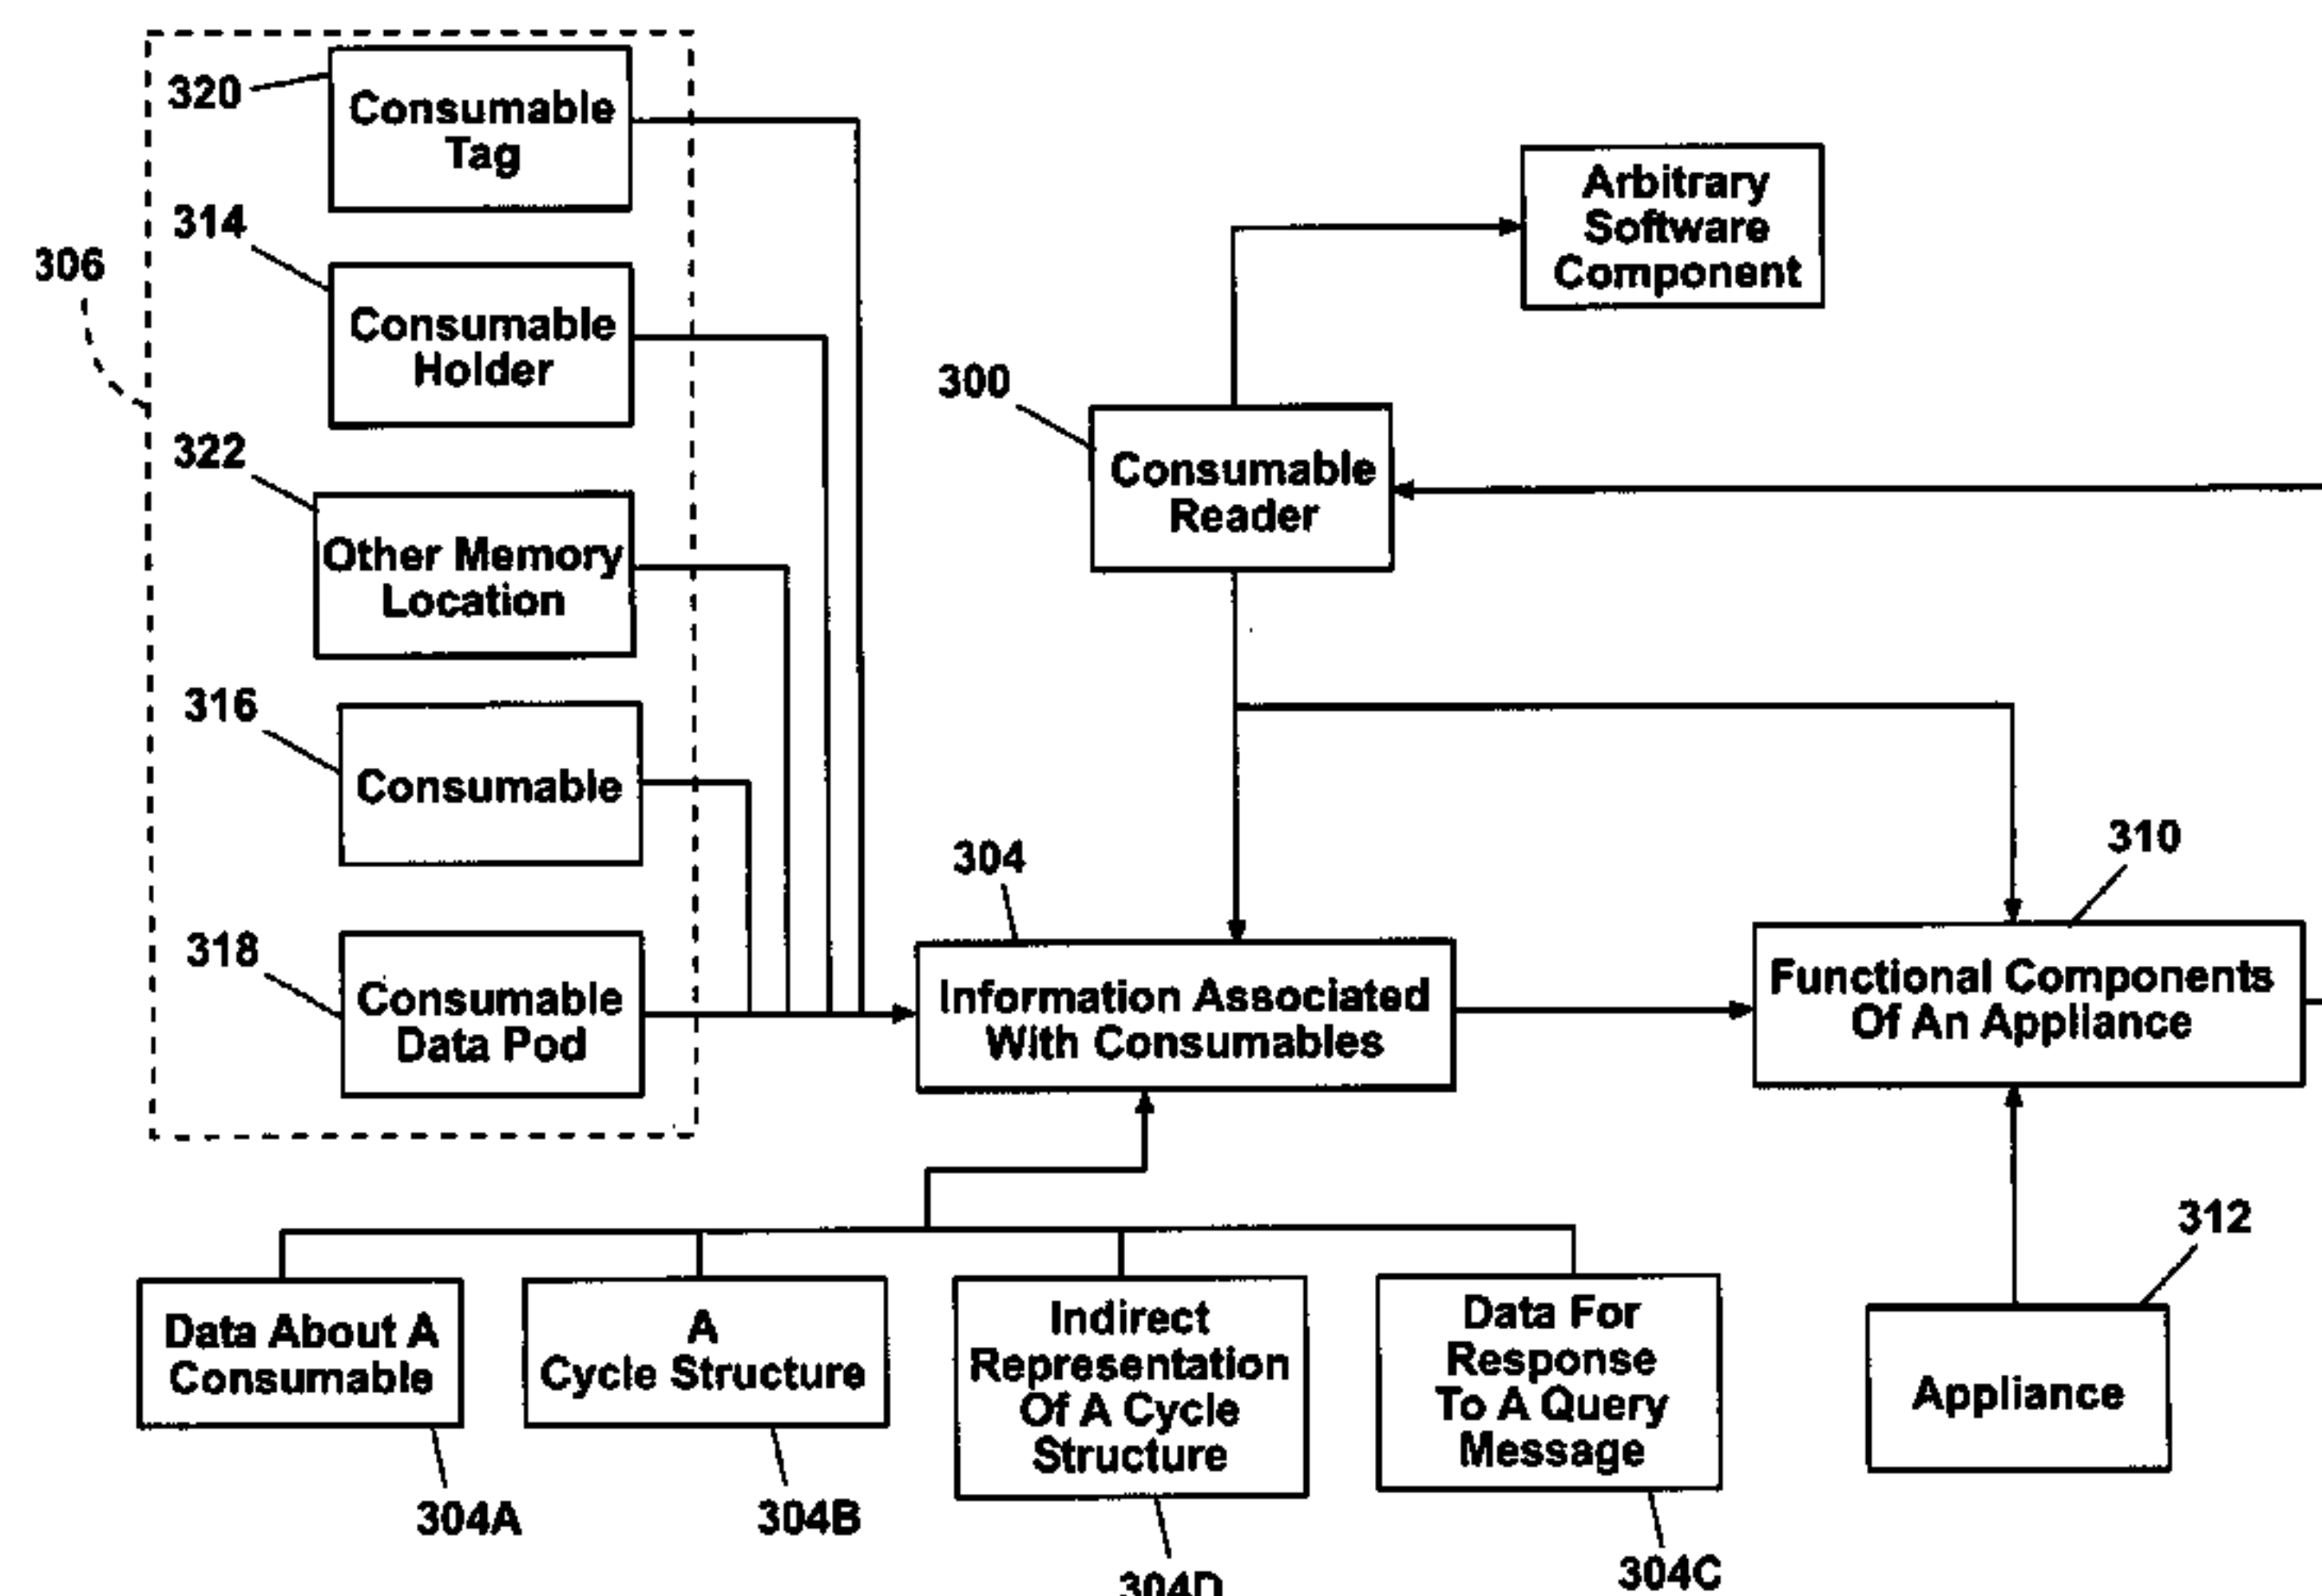 320
Consumable
Tag
314
306
Consumable
Holder
322
Other Memory
Location
316
Consumable
318
Consumable
Data Pod
Arbitrary
Software
Component
300
Consumable
Reader
304
Information Associated
With Consumables
310
Functional Components
Of An Appliance
312
Appliance
Data About A
Consumable
304A
A
Cycle Structure
304B
Indirect
Representation
Of A Cycle
Structure
304D
Data For
Response
To A Query
Message
304C